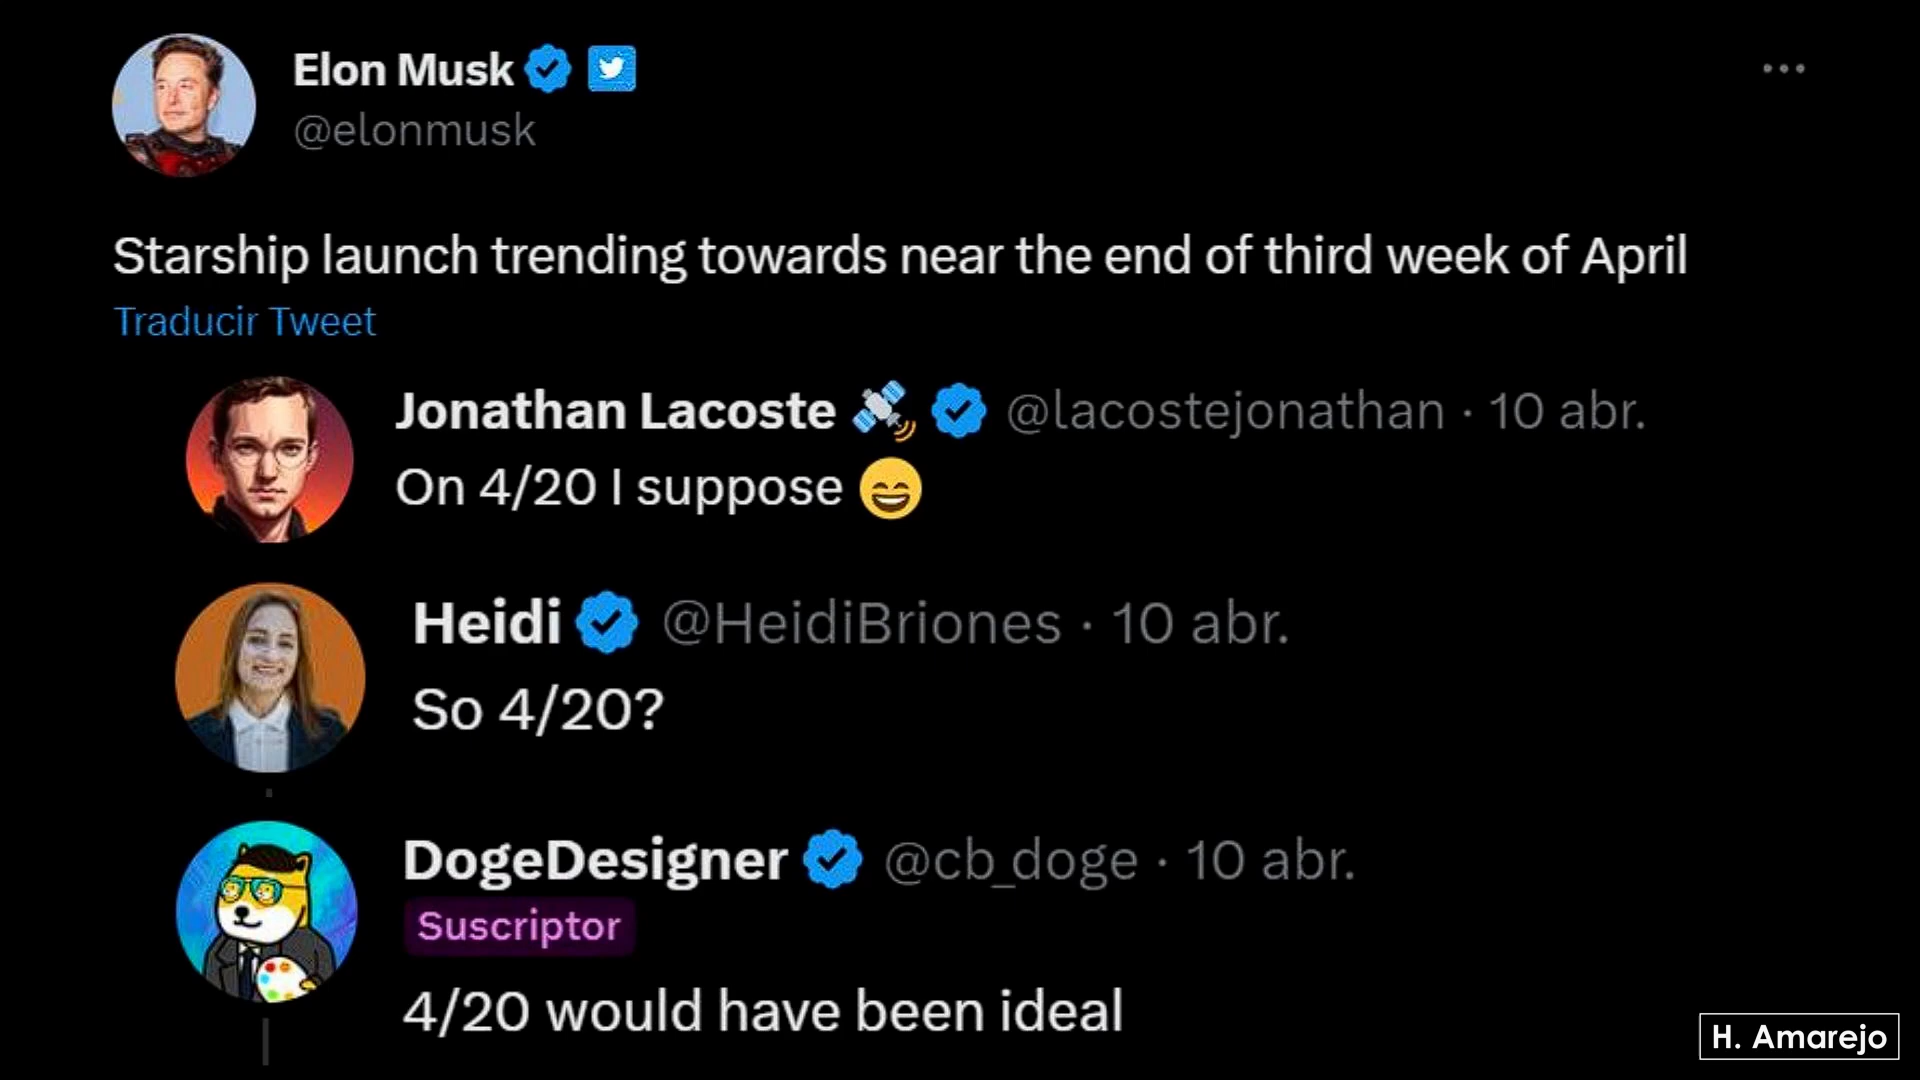 Elon Musk
@elonmusk
Starship launch trending towards near the end of third week of April
Traducir Tweet
Jonathan Lacoste @lacostejonathan · 10 abr.
On 4/20 I suppose 😄
Heidi @HeidiBriones · 10 abr.
So 4/20?
DogeDesigner @cb_doge · 10 abr.
Suscriptor
4/20 would have been ideal
H. Amarejo